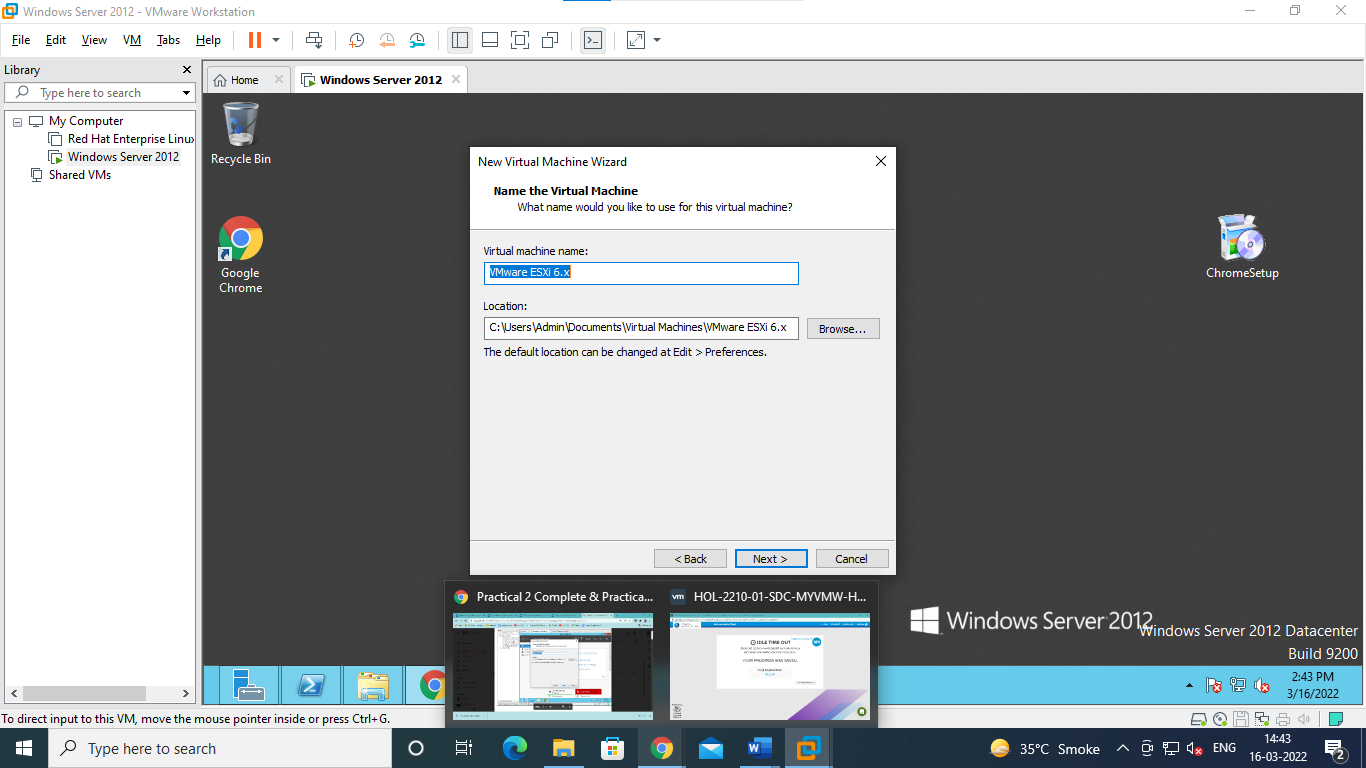 Windows Server 2012 - VMware Workstation
File Edit View VM Tabs Help
Library
Type here to search
My Computer
Red Hat Enterprise Linux
Windows Server 2012
Shared VMs
Home
Windows Server 2012
Recycle Bin
Google
Chrome
ChromeSetup
New Virtual Machine Wizard
Name the Virtual Machine
What name would you like to use for this virtual machine?
Virtual machine name:
VMware ESXi 6.x
Location:
C:\Users\Admin\Documents\Virtual Machines\VMware ESXi 6.x
Browse...
The default location can be changed at Edit > Preferences.
< Back
Next >
Cancel
Practical 2 Complete & Practica...
vm HOL-2210-01-SDC-MYVMW-H...
IDLE TIME OUT
Windows Server 2012
Windows Server 2012 Datacenter
Build 9200
2:43 PM
3/16/2022
To direct input to this VM, move the mouse pointer inside or press Ctrl+G.
Type here to search
35°C Smoke
ENG
14:43
16-03-2022
2